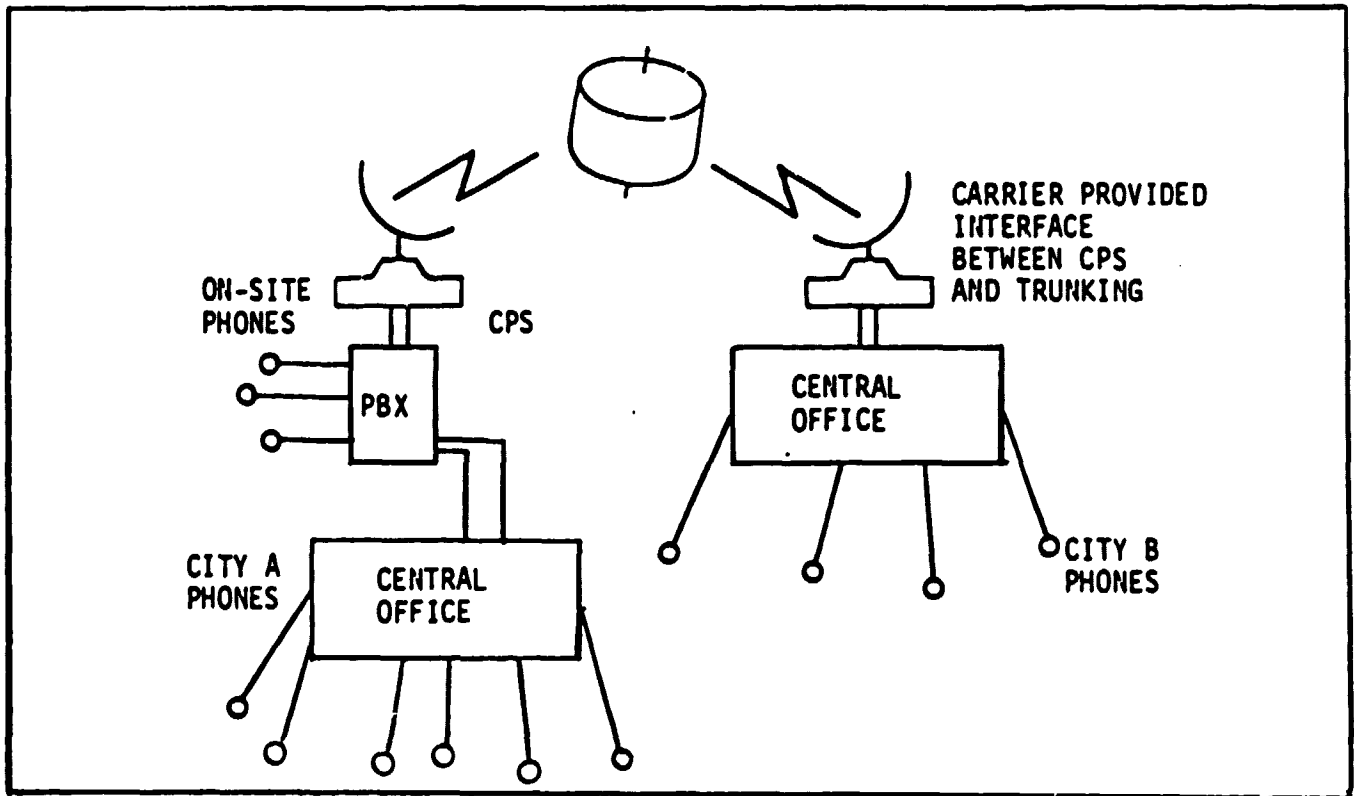 CARRIER PROVIDED
INTERFACE
BETWEEN CPS
AND TRUNKING
ON-SITE
PHONES
CPS
PBX
CENTRAL
OFFICE
CITY A
PHONES
CENTRAL
OFFICE
CITY B
PHONES